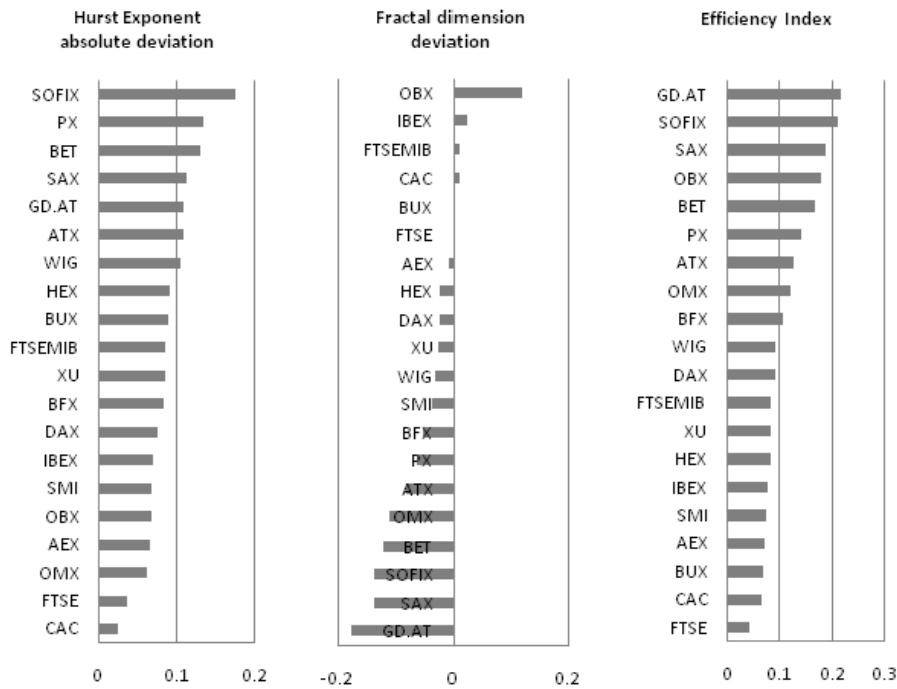 Hurst Exponent
absolute deviation
SOFIX
PX
BET
SAX
GD.AT
ATX
WIG
HEX
BUX
FTSEMIB
XU
BFX
DAX
IBEX
SMI
OBX
AEX
OMX
FTSE
CAC
0 0.1 0.2
Fractal dimension
deviation
OBX
IBEX
FTSEMIB
CAC
BUX
FTSE
AEX
HEX
DAX
XU
WIG
SMI
BFX
PX
ATX
OMX
BET
SOFIX
SAX
GD.AT
-0.2 0 0.2
Efficiency Index
GD.AT
SOFIX
SAX
OBX
BET
PX
ATX
OMX
BFX
WIG
DAX
FTSEMIB
XU
HEX
IBEX
SMI
AEX
BUX
CAC
FTSE
0 0.1 0.2 0.3